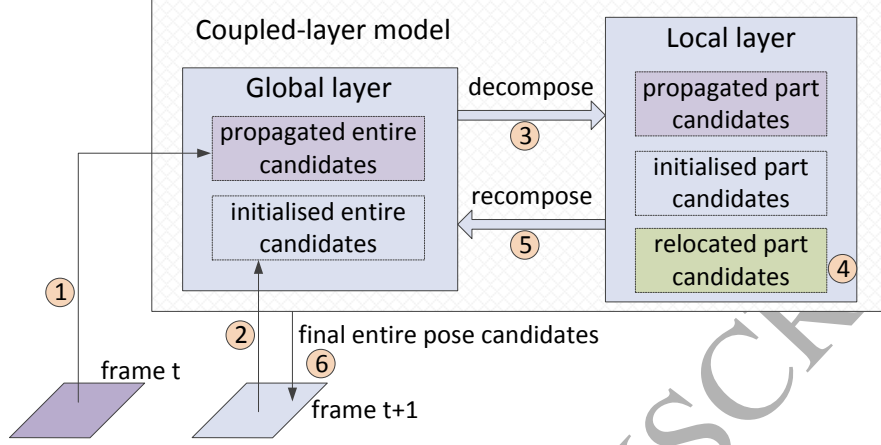 Coupled-layer model
Global layer
propagated entire
candidates
initialised entire
candidates
decompose
3
recompose
5
Local layer
propagated part
candidates
initialised part
candidates
relocated part
candidates
4
1
2
final entire pose candidates
6
frame t
frame t+1